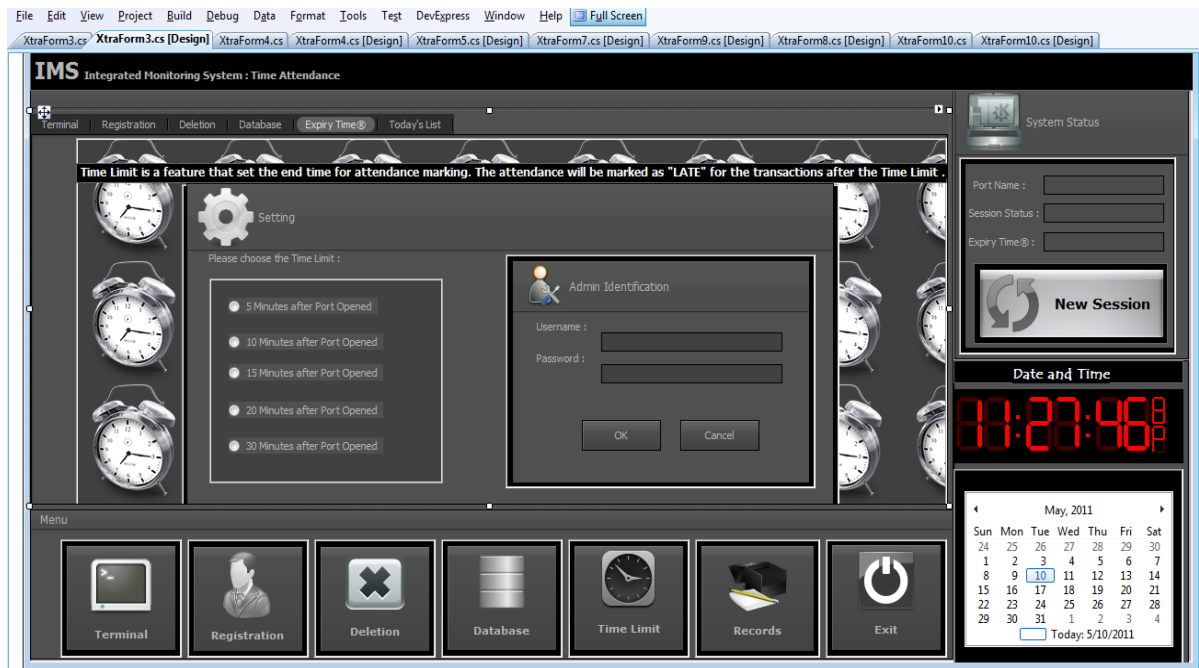 File Edit View Project Build Debug Data Format Tools Test DevExpress Window Help Full Screen
XtraForm3.cs XtraForm3.cs [Design] XtraForm4.cs XtraForm4.cs [Design] XtraForm5.cs [Design] XtraForm7.cs [Design] XtraForm9.cs [Design] XtraForm8.cs [Design] XtraForm10.cs XtraForm10.cs [Design]
IMS Integrated Monitoring System : Time Attendance
Terminal Registration Deletion Database Expiry Time® Today's List
Time Limit is a feature that set the end time for attendance marking. The attendance will be marked as "LATE" for the transactions after the Time Limit .
Setting
Please choose the Time Limit :
5 Minutes after Port Opened
10 Minutes after Port Opened
15 Minutes after Port Opened
20 Minutes after Port Opened
30 Minutes after Port Opened
Admin Identification
Username :
Password :
OK Cancel
System Status
Port Name :
Session Status :
Expiry Time® :
New Session
Date and Time
11:27:46
May, 2011
Sun Mon Tue Wed Thu Fri Sat
24 25 26 27 28 29 30
1 2 3 4 5 6 7
8 9 10 11 12 13 14
15 16 17 18 19 20 21
22 23 24 25 26 27 28
29 30 31 1 2 3 4
Today: 5/10/2011
Menu
Terminal Registration Deletion Database Time Limit Records Exit